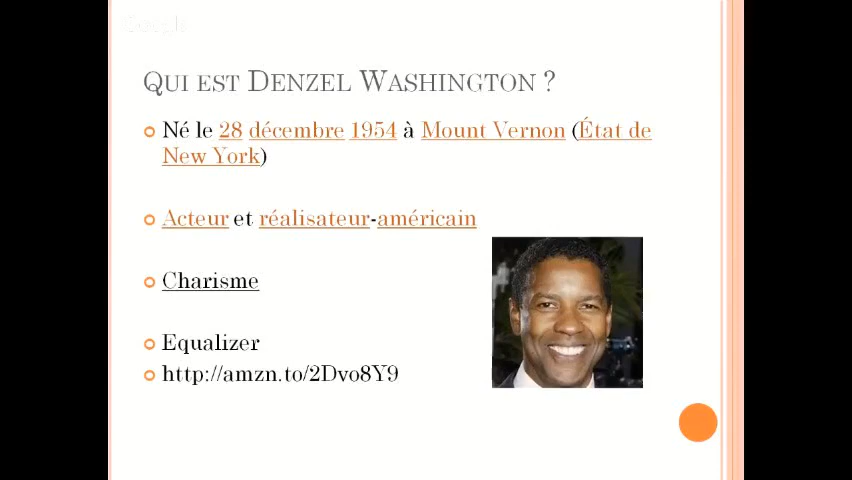 QUI EST DENZEL WASHINGTON ?
Né le 28 décembre 1954 à Mount Vernon (État de
New York)
Acteur et réalisateur-américain
Charisme
Equalizer
http://amzn.to/2Dvo8Y9